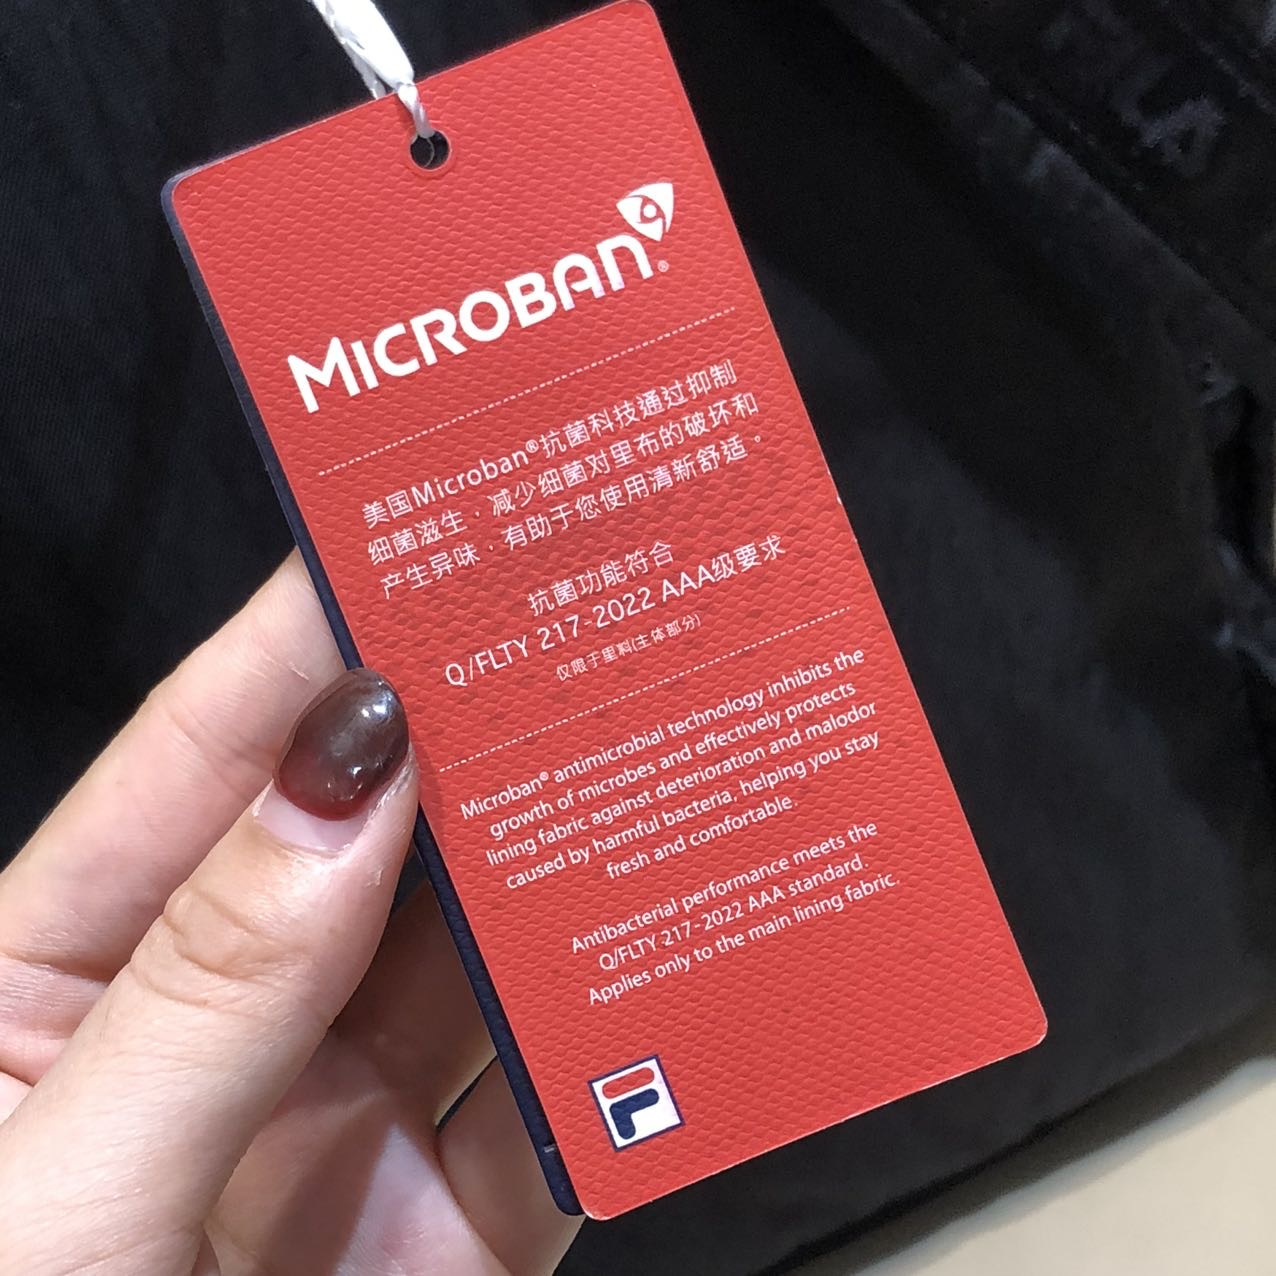 MICROBAN®
美国Microban®抗菌科技通过抑制
细菌滋生，减少细菌对里布的破坏和
产生异味，有助于您使用清新舒适。
抗菌功能符合
Q/FLTY 217-2022 AAA级要求
仅限于里料(主体部分)
Microban® antimicrobial technology inhibits the
growth of microbes and effectively protects
lining fabric against deterioration and malodor
caused by harmful bacteria, helping you stay
fresh and comfortable.
Antibacterial performance meets the
Q/FLTY 217-2022 AAA standard.
Applies only to the main lining fabric.
F